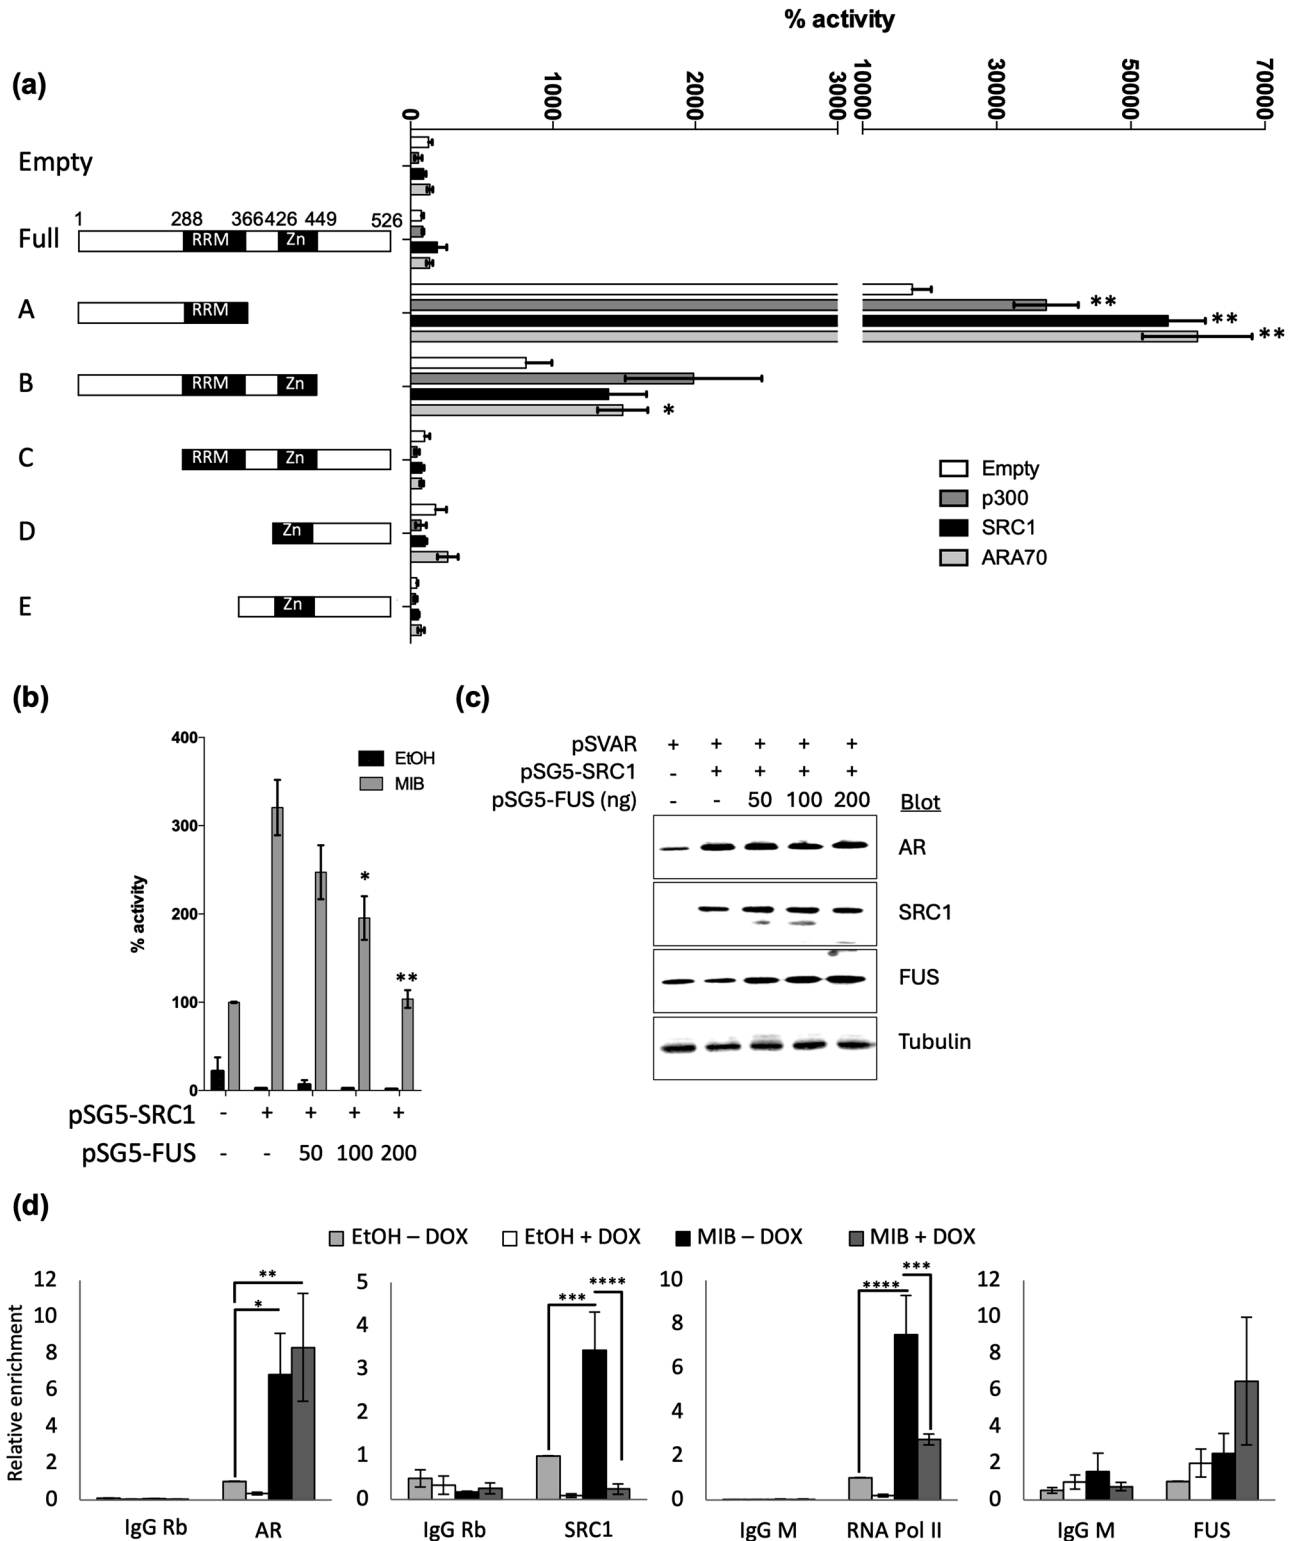 % activity
(a)
0 1000 2000 3000 10000 30000 50000 70000
Empty
1 288 366 426 449 526
Full RRM Zn
A RRM
**
**
**
B RRM Zn
*
C RRM Zn
Empty
p300
D Zn
SRC1
ARA70
E Zn
(b)
400
300
200
100
0
% activity
EtOH
MIB
*
**
pSG5-SRC1 - + + + +
pSG5-FUS - - 50 100 200
(c)
pSVAR + + + + +
pSG5-SRC1 - + + + +
pSG5-FUS (ng) - - 50 100 200 Blot
AR
SRC1
FUS
Tubulin
(d)
EtOH – DOX EtOH + DOX MIB – DOX MIB + DOX
Relative enrichment
12
10
8
6
4
2
0
**
*
IgG Rb AR
5
4
3
2
1
0
****
***
IgG Rb SRC1
10
8
6
4
2
0
***
****
IgG M RNA Pol II
12
10
8
6
4
2
0
IgG M FUS